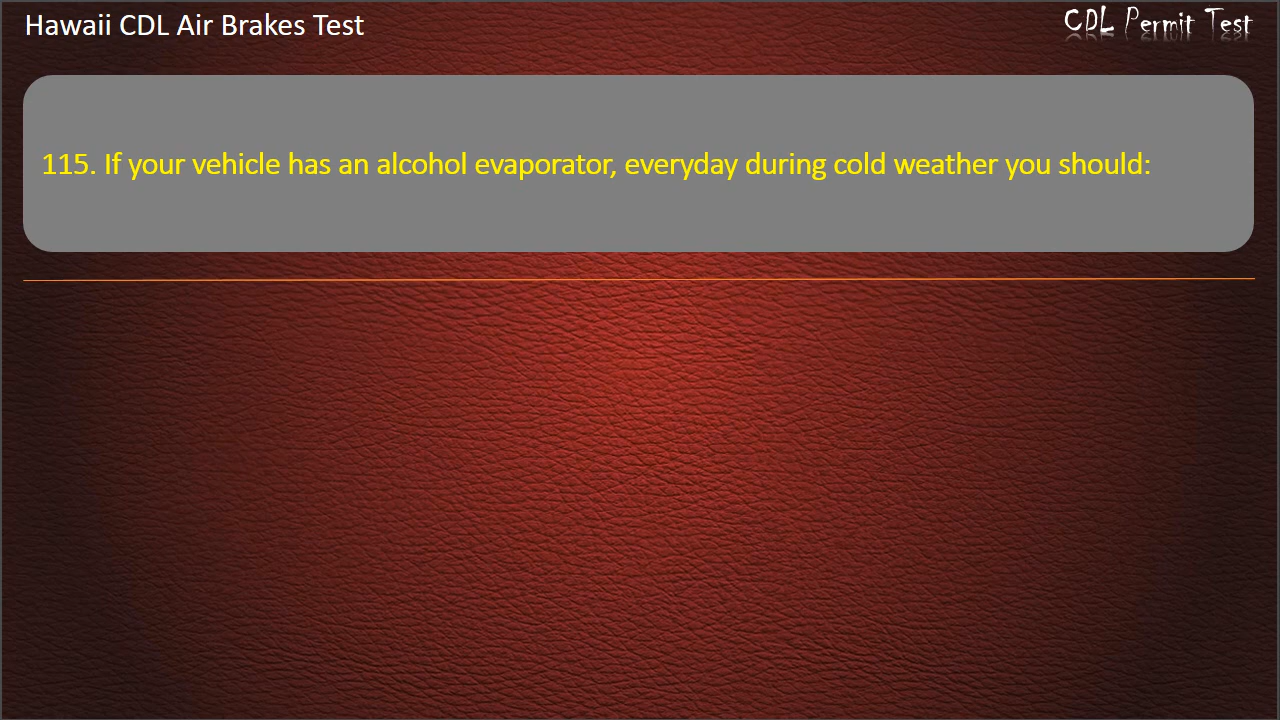 Hawaii CDL Air Brakes Test
CDL Permit Test
115. If your vehicle has an alcohol evaporator, everyday during cold weather you should: